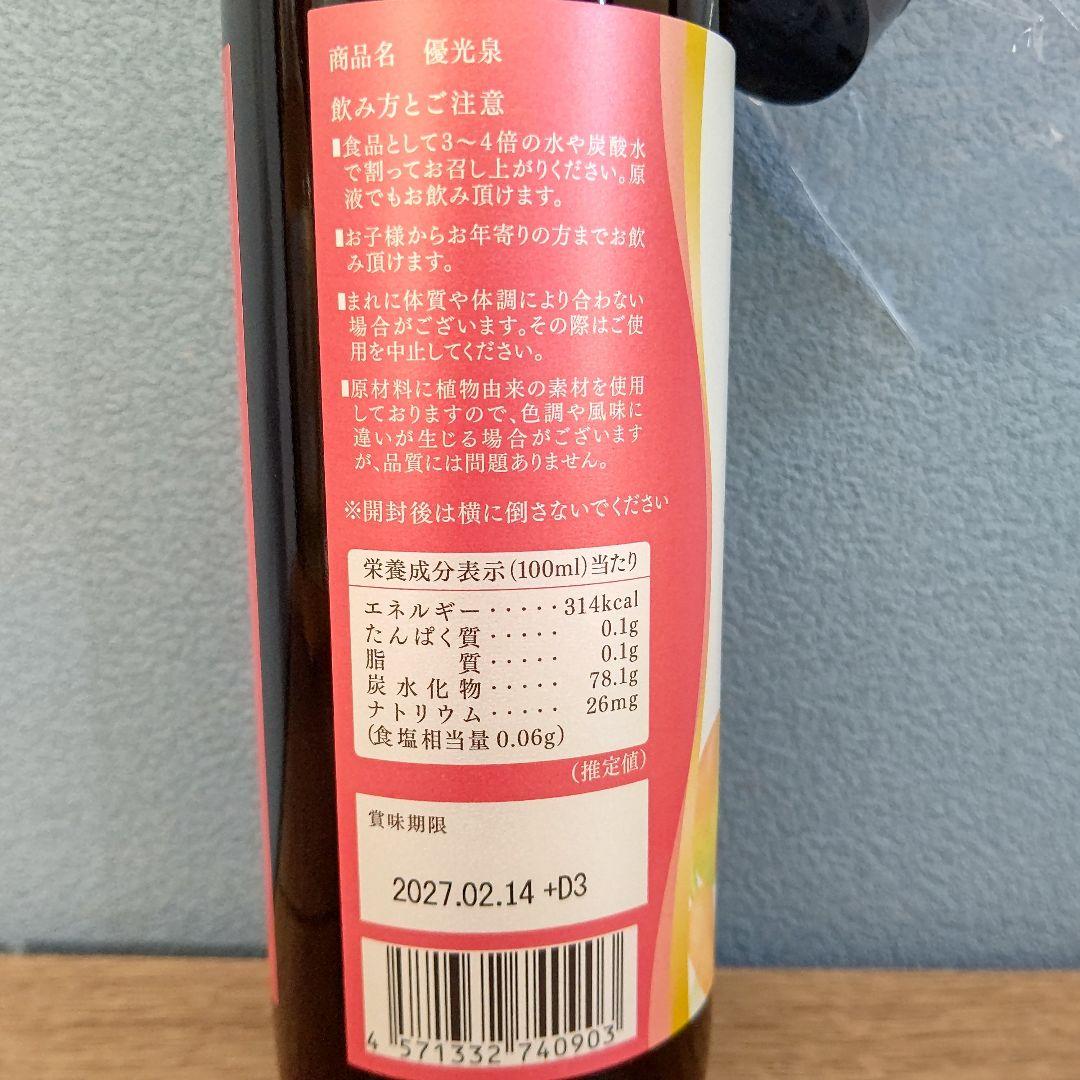 商品名　優光泉
飲み方とご注意
▮食品として3～4倍の水や炭酸水
で割ってお召し上がりください。原
液でもお飲み頂けます。
▮お子様からお年寄りの方までお飲
み頂けます。
▮まれに体質や体調により合わない
場合がございます。その際はご使
用を中止してください。
▮原材料に植物由来の素材を使用
しておりますので、色調や風味に
違いが生じる場合がございます
が、品質には問題ありません。
※開封後は横に倒さないでください
栄養成分表示(100ml)当たり
エネルギー・・・・・314kcal
たんぱく質・・・・・ 0.1g
脂　　質・・・・・ 0.1g
炭水化物・・・・・ 78.1g
ナトリウム・・・・・ 26mg
(食塩相当量 0.06g)
(推定値)
賞味期限
2027.02.14 +D3
4 571332 740903